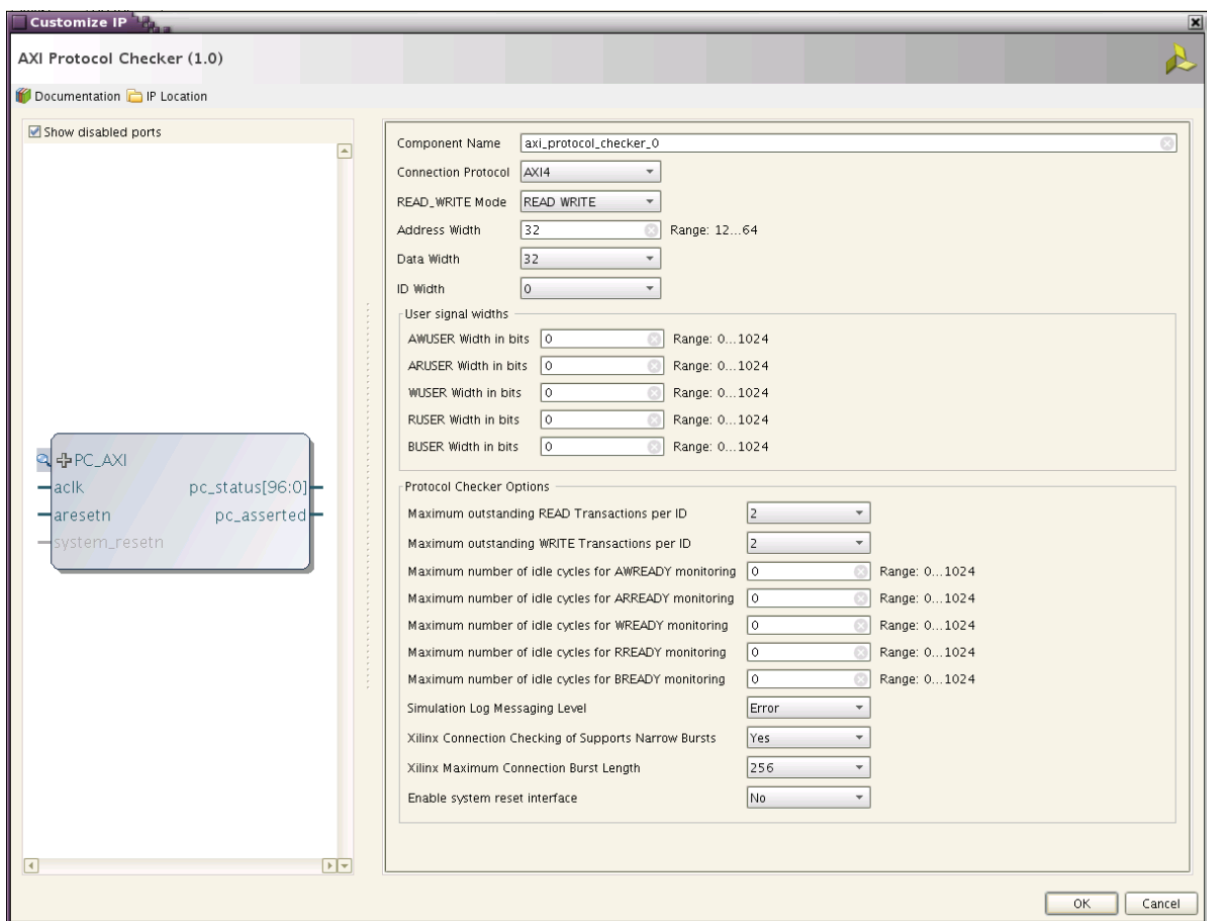 Customize IP
AXI Protocol Checker (1.0)
Documentation IP Location
Show disabled ports
PC_AXI
aclk pc_status[96:0]
aresetn pc_asserted
system_resetn
Component Name axi_protocol_checker_0
Connection Protocol AXI4
READ_WRITE Mode READ WRITE
Address Width 32 Range: 12...64
Data Width 32
ID Width 0
User signal widths
AWUSER Width in bits 0 Range: 0...1024
ARUSER Width in bits 0 Range: 0...1024
WUSER Width in bits 0 Range: 0...1024
RUSER Width in bits 0 Range: 0...1024
BUSER Width in bits 0 Range: 0...1024
Protocol Checker Options
Maximum outstanding READ Transactions per ID 2
Maximum outstanding WRITE Transactions per ID 2
Maximum number of idle cycles for AWREADY monitoring 0 Range: 0...1024
Maximum number of idle cycles for ARREADY monitoring 0 Range: 0...1024
Maximum number of idle cycles for WREADY monitoring 0 Range: 0...1024
Maximum number of idle cycles for RREADY monitoring 0 Range: 0...1024
Maximum number of idle cycles for BREADY monitoring 0 Range: 0...1024
Simulation Log Messaging Level Error
Xilinx Connection Checking of Supports Narrow Bursts Yes
Xilinx Maximum Connection Burst Length 256
Enable system reset interface No
OK Cancel